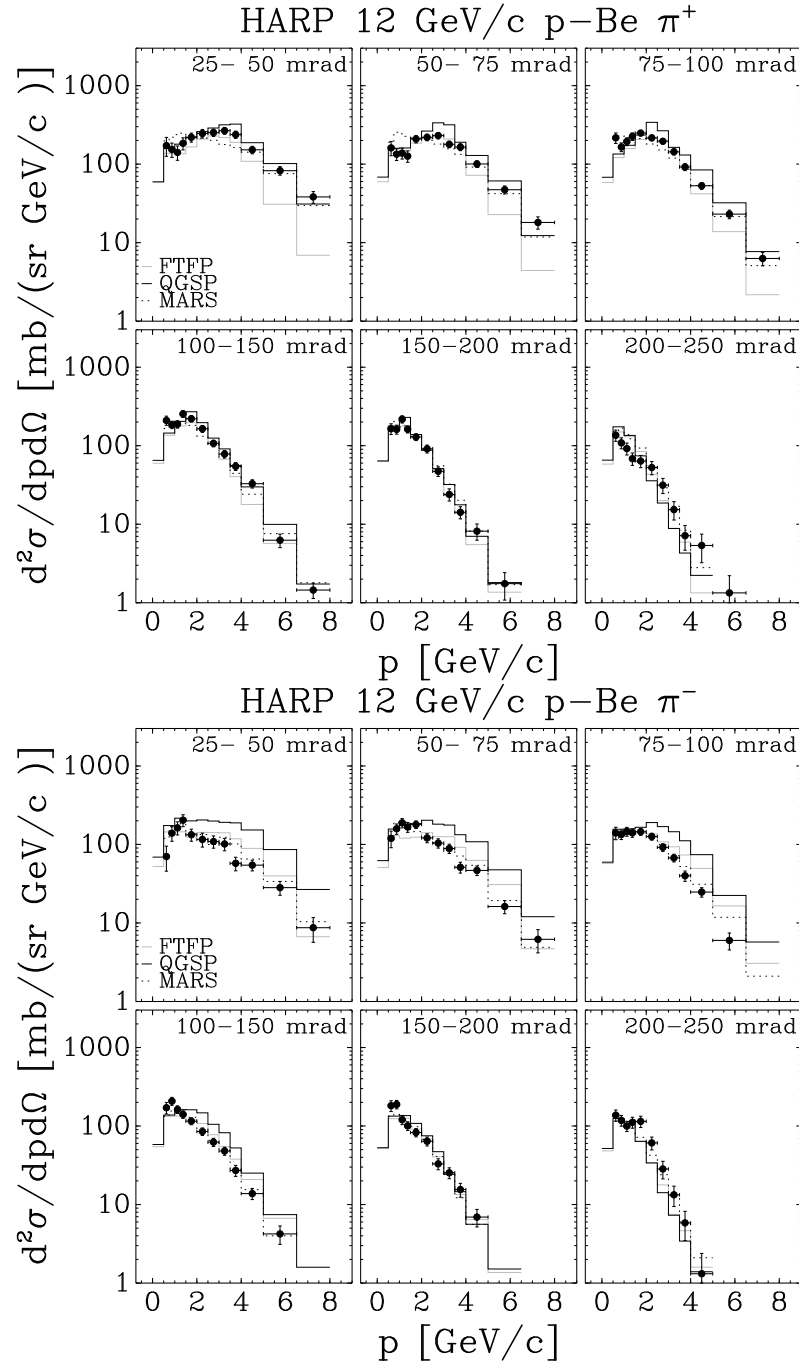 HARP 12 GeV/c p-Be π⁺
d²σ/dpdΩ [mb/(sr GeV/c )]
25- 50 mrad
50- 75 mrad
75-100 mrad
1000
100
10
1
FTFP
QGSP
MARS
100-150 mrad
150-200 mrad
200-250 mrad
1000
100
10
1
0 2 4 6 8 0 2 4 6 8 0 2 4 6 8
p [GeV/c]
HARP 12 GeV/c p-Be π⁻
d²σ/dpdΩ [mb/(sr GeV/c )]
25- 50 mrad
50- 75 mrad
75-100 mrad
1000
100
10
1
FTFP
QGSP
MARS
100-150 mrad
150-200 mrad
200-250 mrad
1000
100
10
1
0 2 4 6 8 0 2 4 6 8 0 2 4 6 8
p [GeV/c]